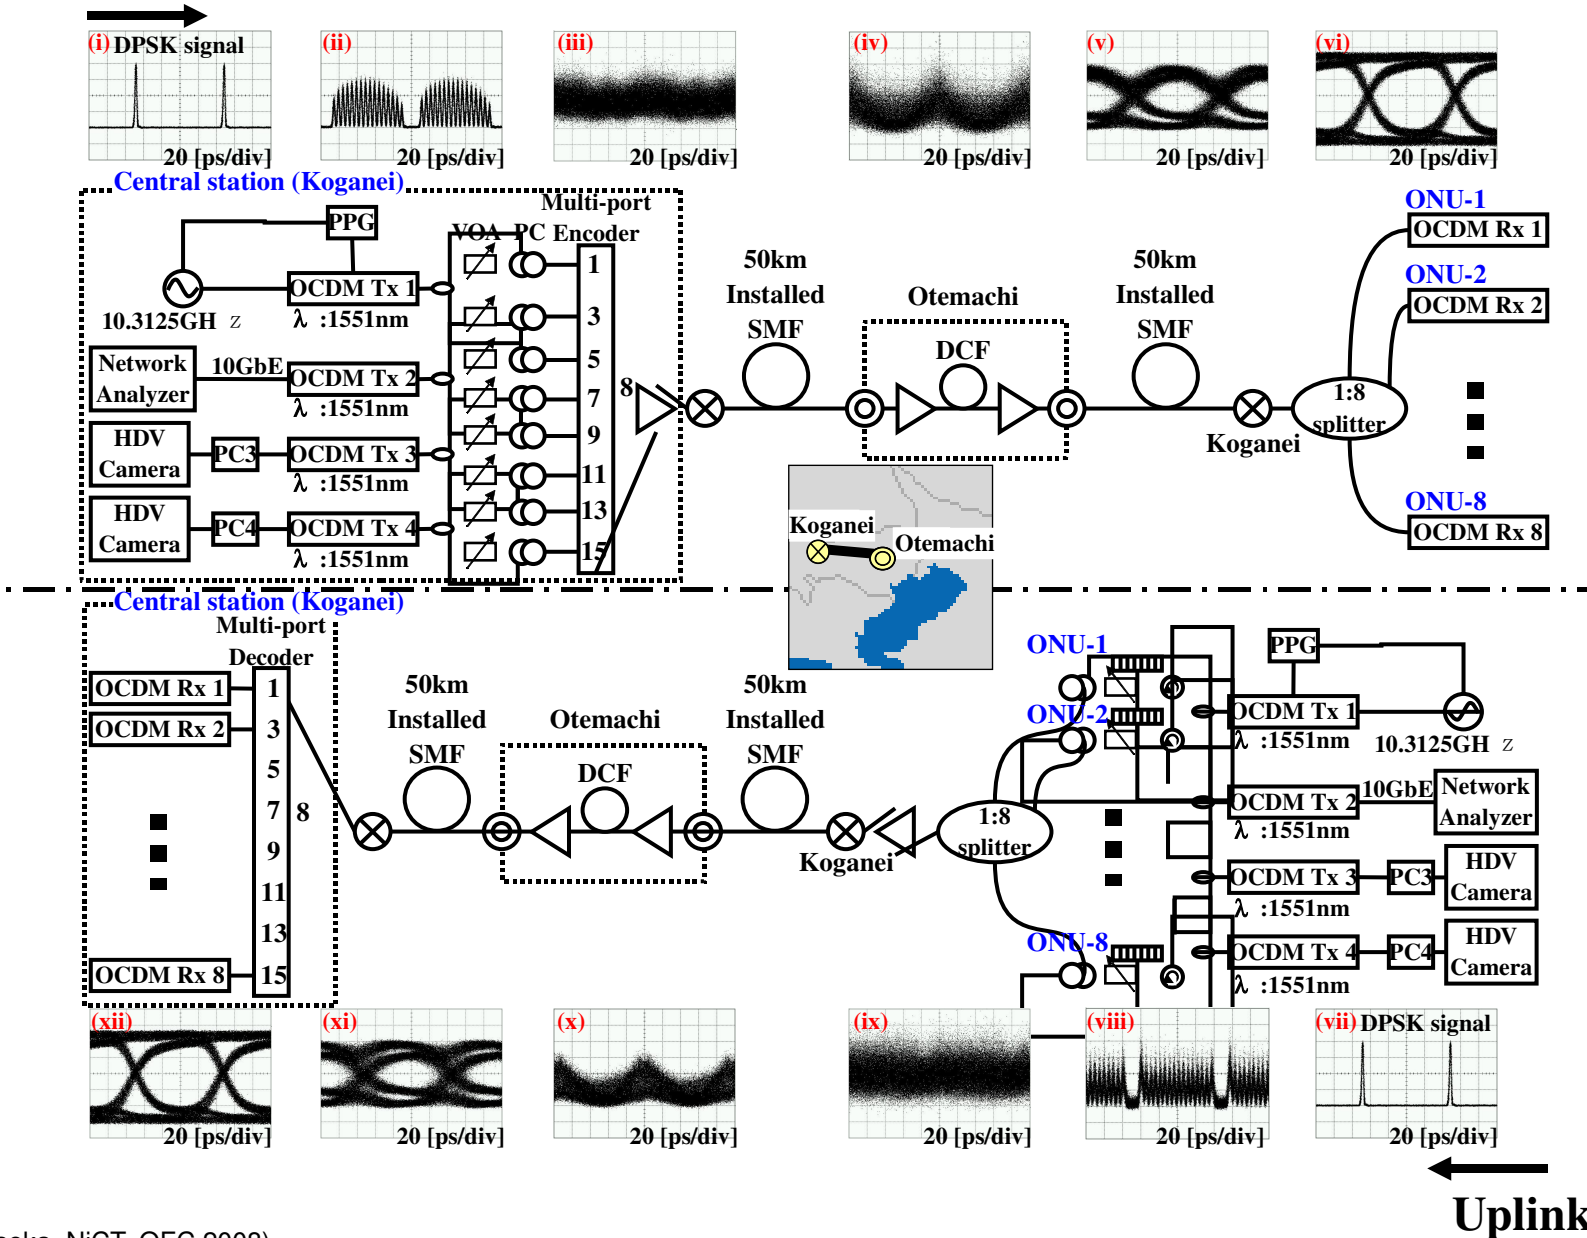 (i) DPSK signal
(ii)
(iii)
(iv)
(v)
(vi)
20 [ps/div]
20 [ps/div]
20 [ps/div]
20 [ps/div]
20 [ps/div]
20 [ps/div]
Central station (Koganei)
PPG
10.3125GH z
OCDM Tx 1
λ :1551nm
Network
Analyzer
10GbE
OCDM Tx 2
λ :1551nm
HDV
Camera
PC3
OCDM Tx 3
λ :1551nm
HDV
Camera
PC4
OCDM Tx 4
λ :1551nm
VOA PC
Multi-port
Encoder
1
3
5
7
9
11
13
15
8
50km
Installed
SMF
Otemachi
DCF
50km
Installed
SMF
Koganei
1:8
splitter
ONU-1
OCDM Rx 1
ONU-2
OCDM Rx 2
ONU-8
OCDM Rx 8
Koganei
Otemachi
Central station (Koganei)
Multi-port
Decoder
OCDM Rx 1
OCDM Rx 2
OCDM Rx 8
1
3
5
7
9
11
13
15
8
50km
Installed
SMF
Otemachi
DCF
50km
Installed
SMF
Koganei
1:8
splitter
ONU-1
ONU-2
ONU-8
PPG
OCDM Tx 1
λ :1551nm
10.3125GH z
OCDM Tx 2
λ :1551nm
10GbE
Network
Analyzer
OCDM Tx 3
λ :1551nm
PC3
HDV
Camera
OCDM Tx 4
λ :1551nm
PC4
HDV
Camera
(xii)
(xi)
(x)
(ix)
(viii)
(vii) DPSK signal
20 [ps/div]
20 [ps/div]
20 [ps/div]
20 [ps/div]
20 [ps/div]
20 [ps/div]
Uplink
NiCT, OFC 2008)